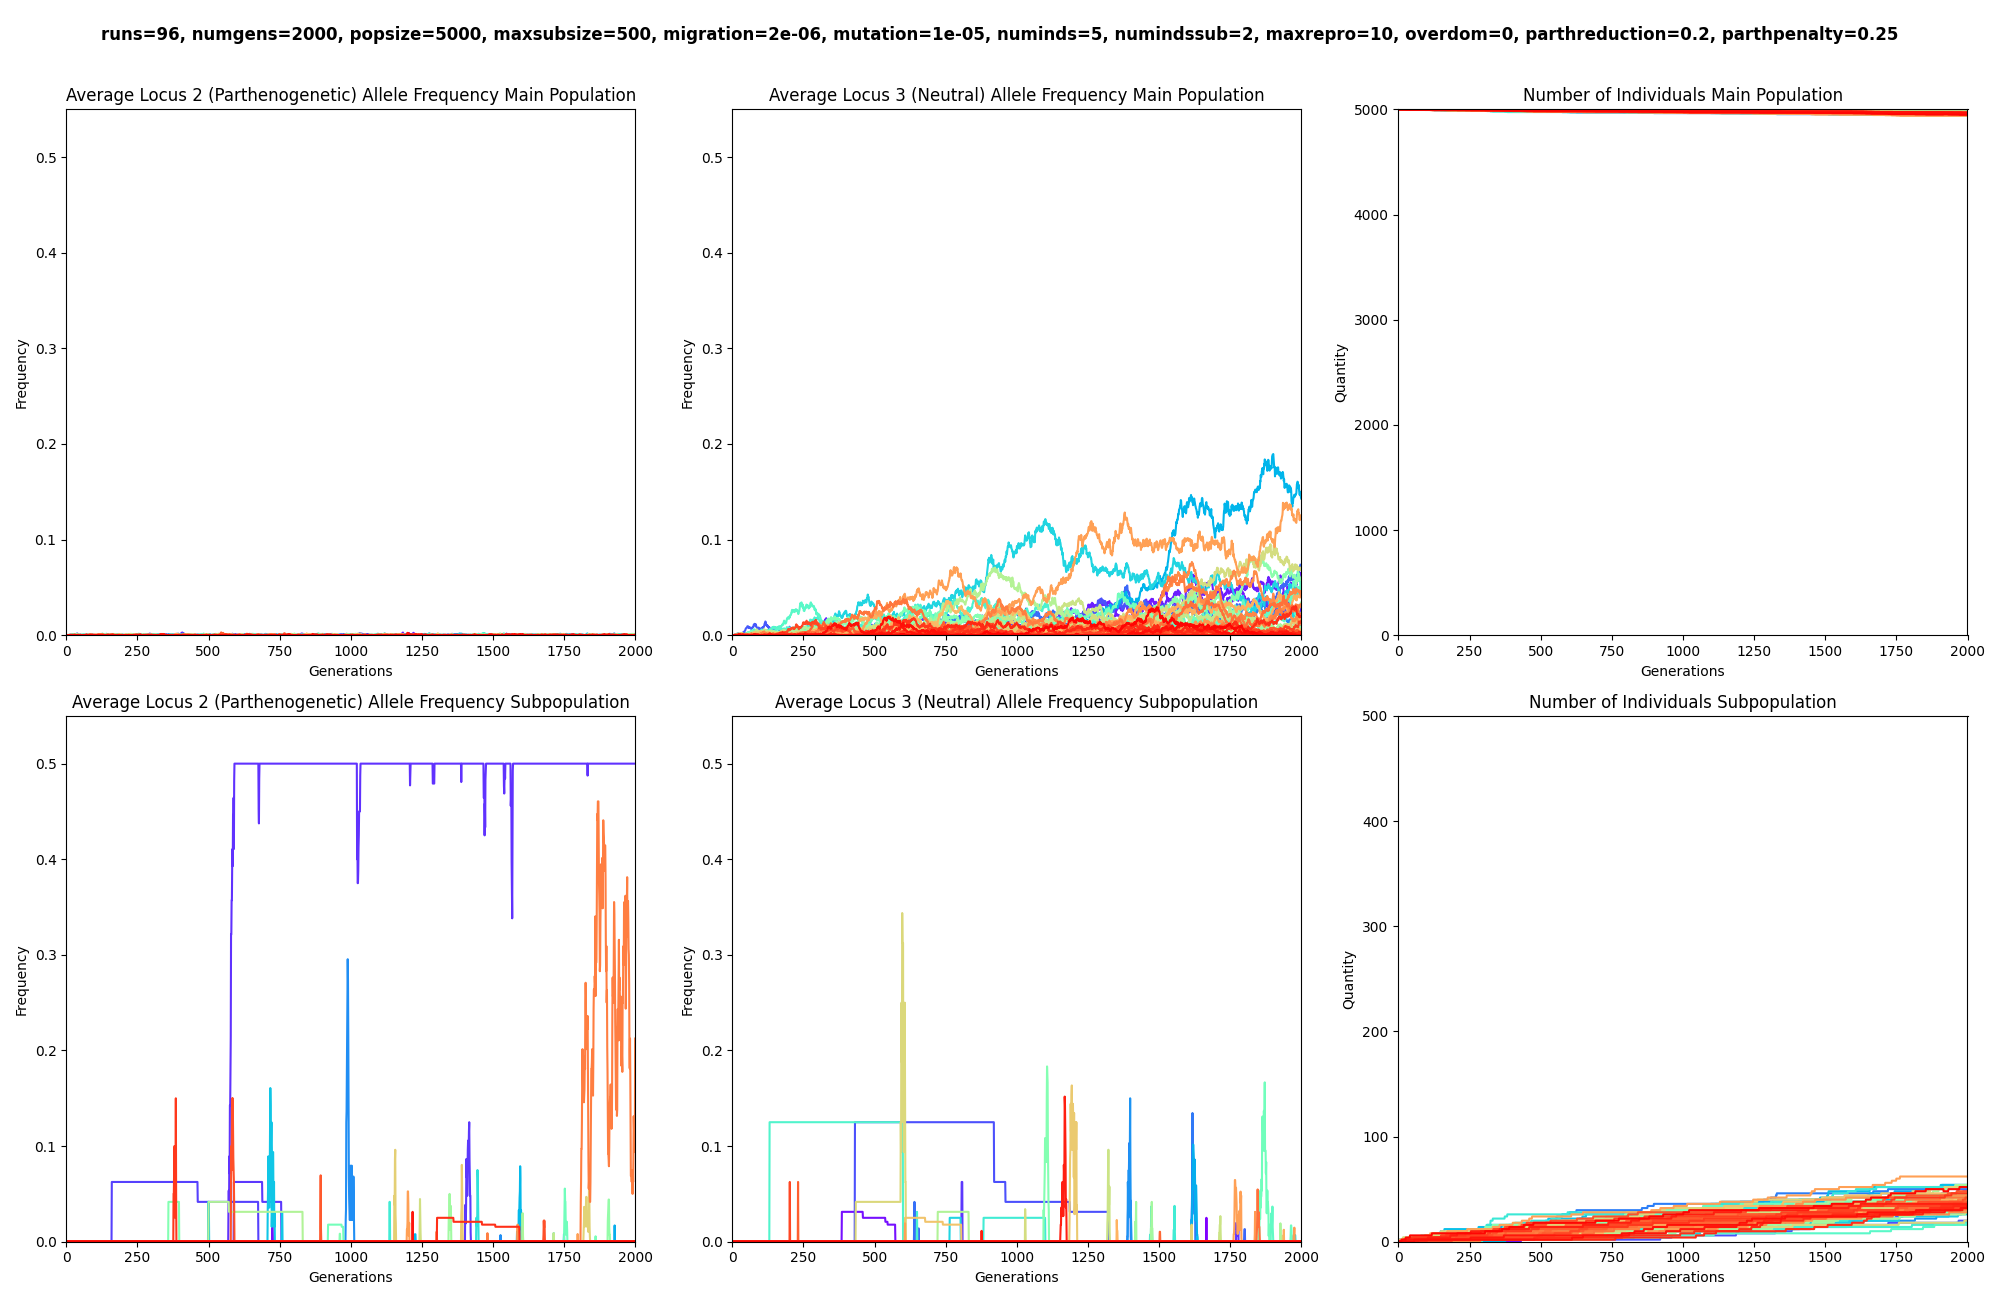 runs=96, numgens=2000, popsize=5000, maxsubsize=500, migration=2e-06, mutation=1e-05, numinds=5, numindssub=2, maxrepro=10, overdom=0, parthreduction=0.2, parthpenalty=0.25
Average Locus 2 (Parthenogenetic) Allele Frequency Main Population
0.5
0.4
0.3
0.2
0.1
0.0
Frequency
0 250 500 750 1000 1250 1500 1750 2000
Generations
Average Locus 3 (Neutral) Allele Frequency Main Population
0.5
0.4
0.3
0.2
0.1
0.0
Frequency
0 250 500 750 1000 1250 1500 1750 2000
Generations
Number of Individuals Main Population
5000
4000
3000
2000
1000
0
Quantity
0 250 500 750 1000 1250 1500 1750 2000
Generations
Average Locus 2 (Parthenogenetic) Allele Frequency Subpopulation
0.5
0.4
0.3
0.2
0.1
0.0
Frequency
0 250 500 750 1000 1250 1500 1750 2000
Generations
Average Locus 3 (Neutral) Allele Frequency Subpopulation
0.5
0.4
0.3
0.2
0.1
0.0
Frequency
0 250 500 750 1000 1250 1500 1750 2000
Generations
Number of Individuals Subpopulation
500
400
300
200
100
0
Quantity
0 250 500 750 1000 1250 1500 1750 2000
Generations